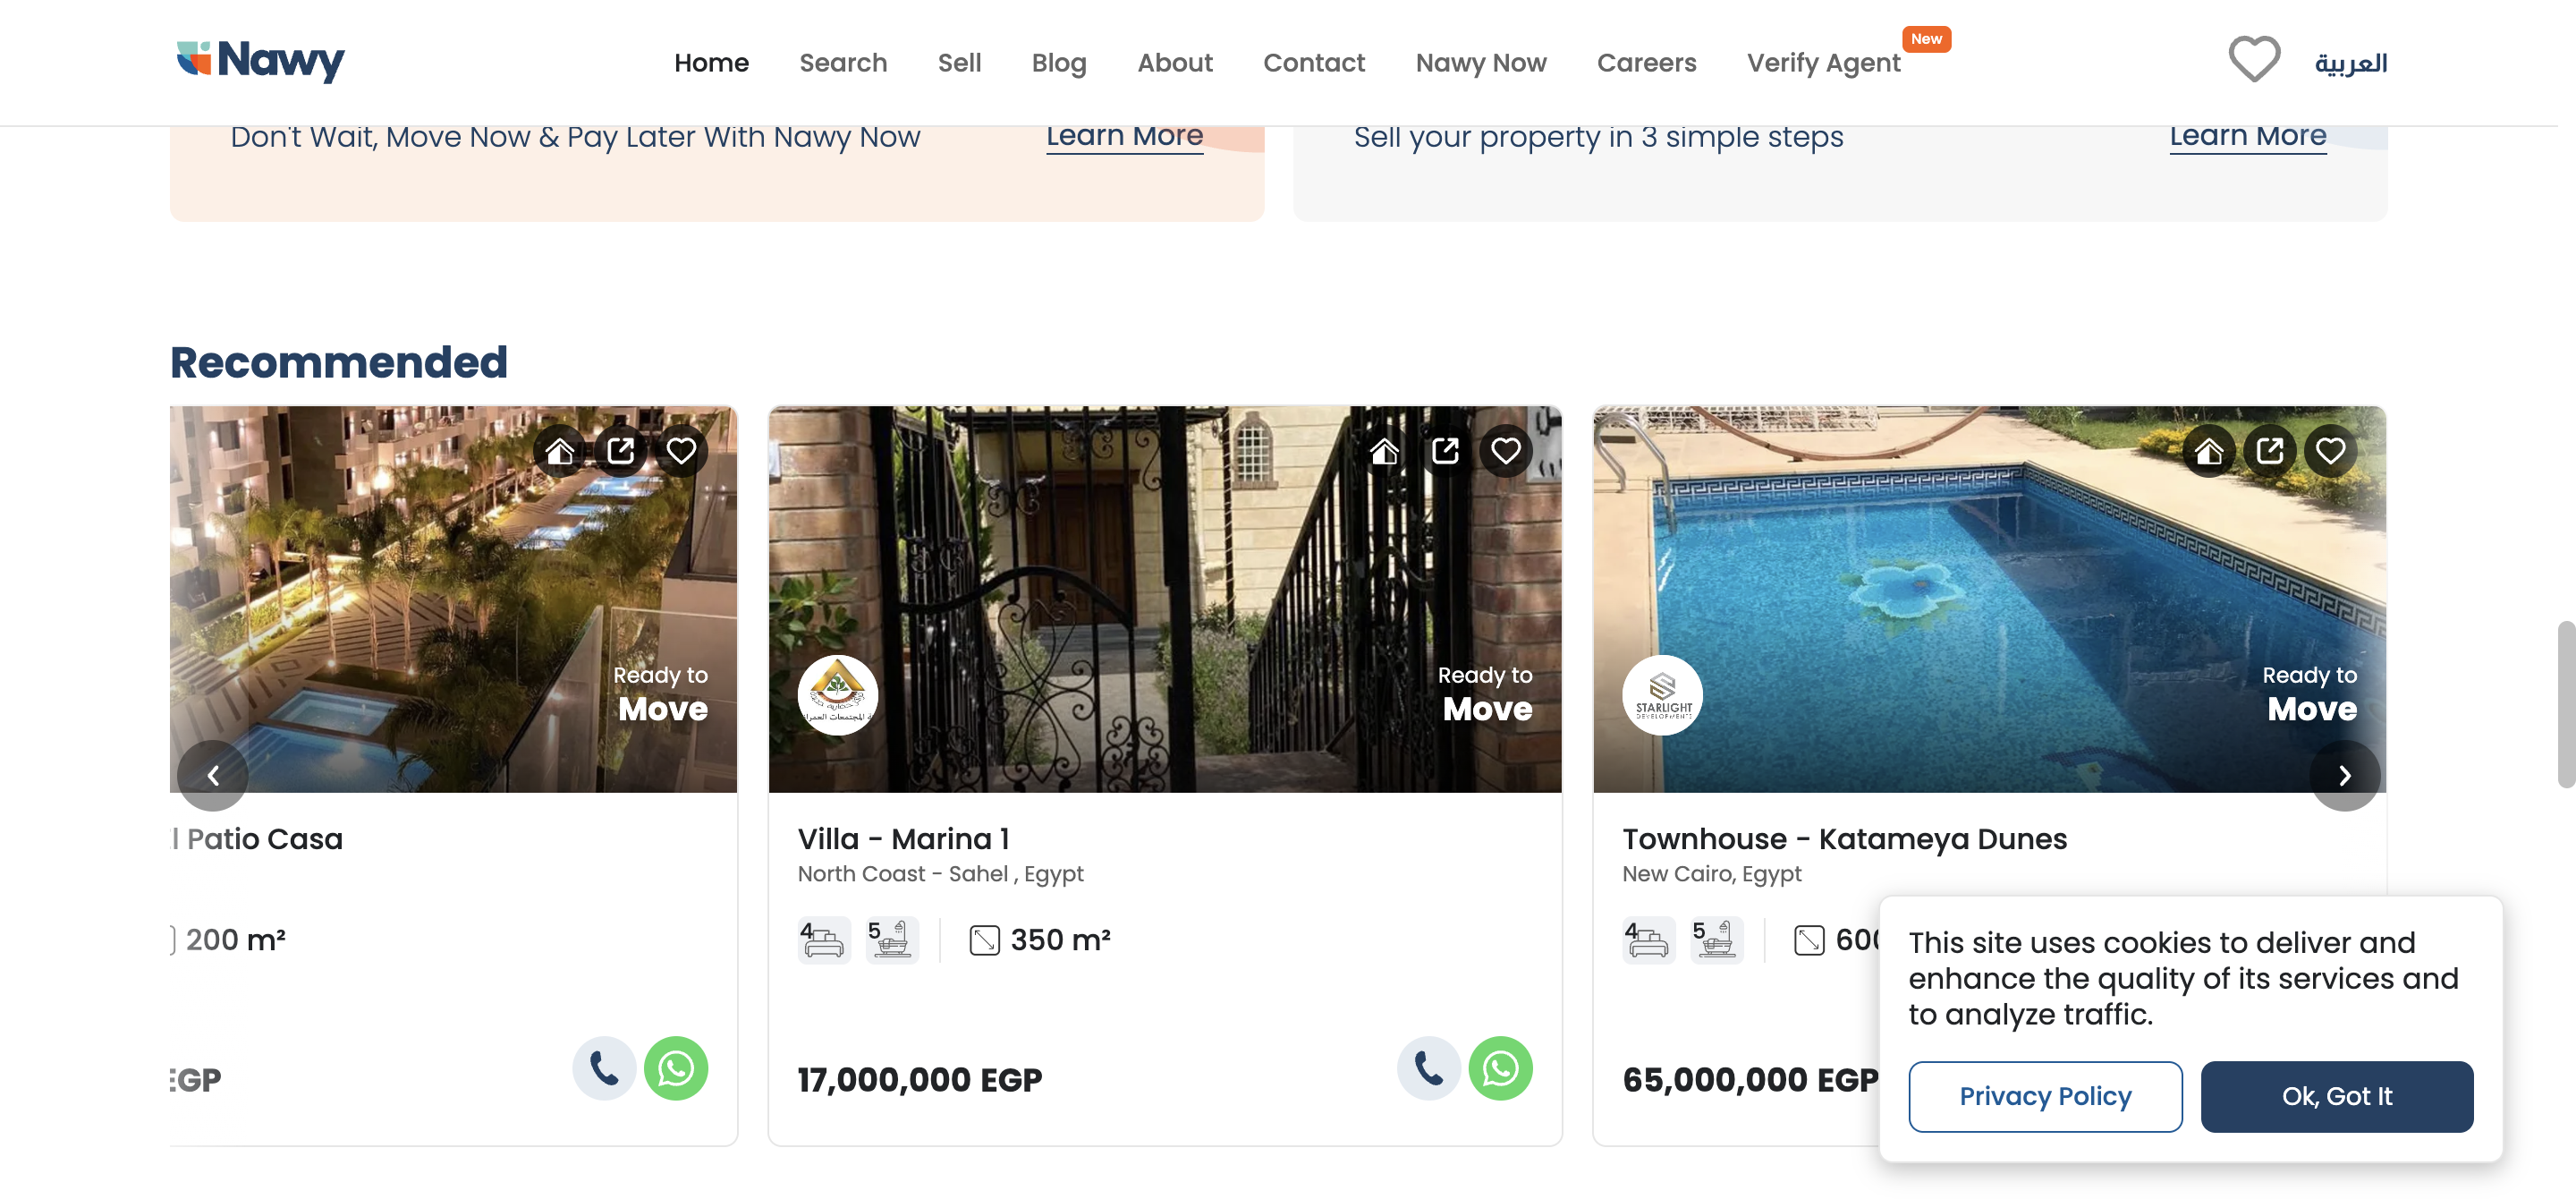 Nawy
Home Search Sell Blog About Contact Nawy Now Careers Verify Agent New
العربية
Don't Wait, Move Now & Pay Later With Nawy Now Learn More
Sell your property in 3 simple steps Learn More
Recommended
Ready to
Move
l Patio Casa
200 m²
EGP
Ready to
Move
Villa - Marina 1
North Coast - Sahel , Egypt
4 5 350 m²
17,000,000 EGP
STARLIGHT
DEVELOPMENTS
Ready to
Move
Townhouse - Katameya Dunes
New Cairo, Egypt
4 5 600
65,000,000 EGP
This site uses cookies to deliver and
enhance the quality of its services and
to analyze traffic.
Privacy Policy Ok, Got It